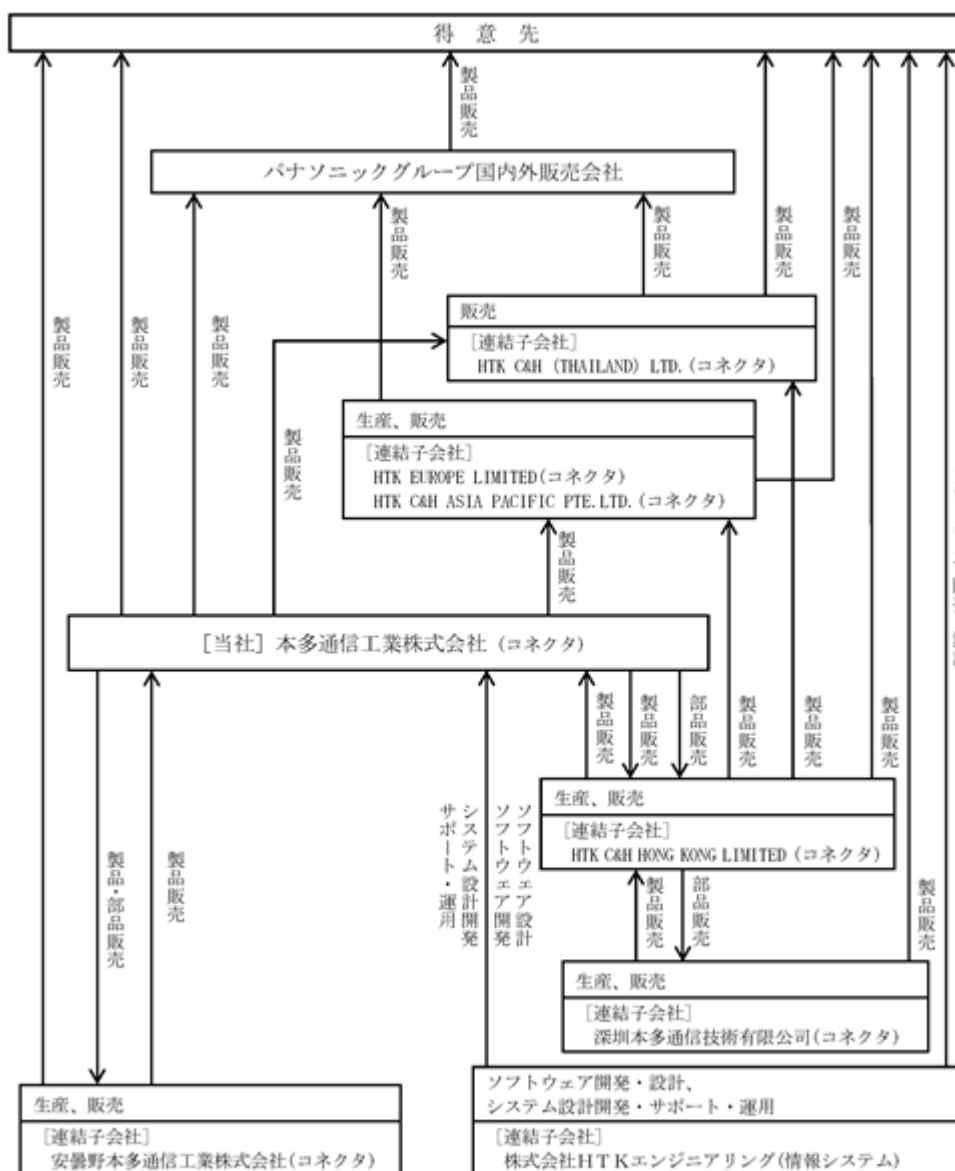 得意先
製品販売
パナソニックグループ国内外販売会社
製品販売
製品販売
製品販売
製品販売
製品販売
製品販売
製品販売
販売
[連結子会社]
HTK C&H (THAILAND) LTD.(コネクタ)
生産、販売
[連結子会社]
HTK EUROPE LIMITED(コネクタ)
HTK C&H ASIA PACIFIC PTE.LTD.(コネクタ)
製品販売
製品販売
[当社]本多通信工業株式会社(コネクタ)
製品販売
製品販売
部品販売
製品販売
製品販売
製品販売
生産、販売
[連結子会社]
HTK C&H HONG KONG LIMITED(コネクタ)
製品・部品販売
製品販売
ソフトウェア設計
ソフトウェア開発
システム設計開発
サポート・運用
製品販売
部品販売
製品販売
生産、販売
[連結子会社]
深圳本多通信技術有限公司(コネクタ)
生産、販売
[連結子会社]
安曇野本多通信工業株式会社(コネクタ)
ソフトウェア開発・設計、
システム設計開発・サポート・運用
[連結子会社]
株式会社HTKエンジニアリング(情報システム)